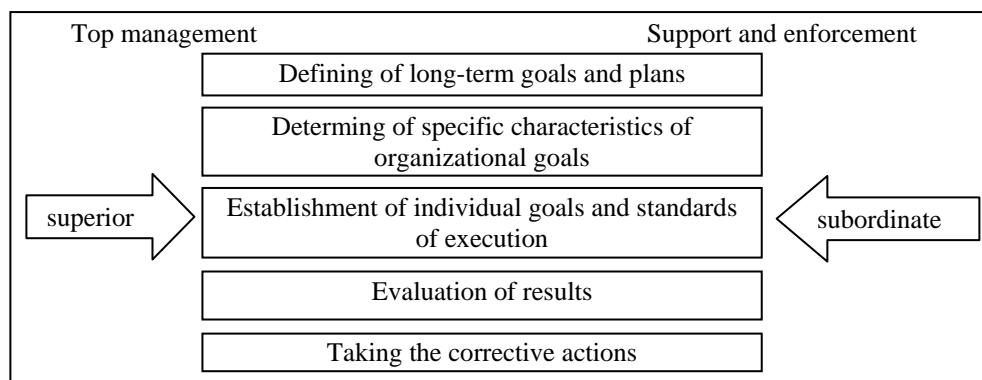 Top management
Support and enforcement
Defining of long-term goals and plans
Determing of specific characteristics of
organizational goals
superior
Establishment of individual goals and standards
of execution
subordinate
Evaluation of results
Taking the corrective actions